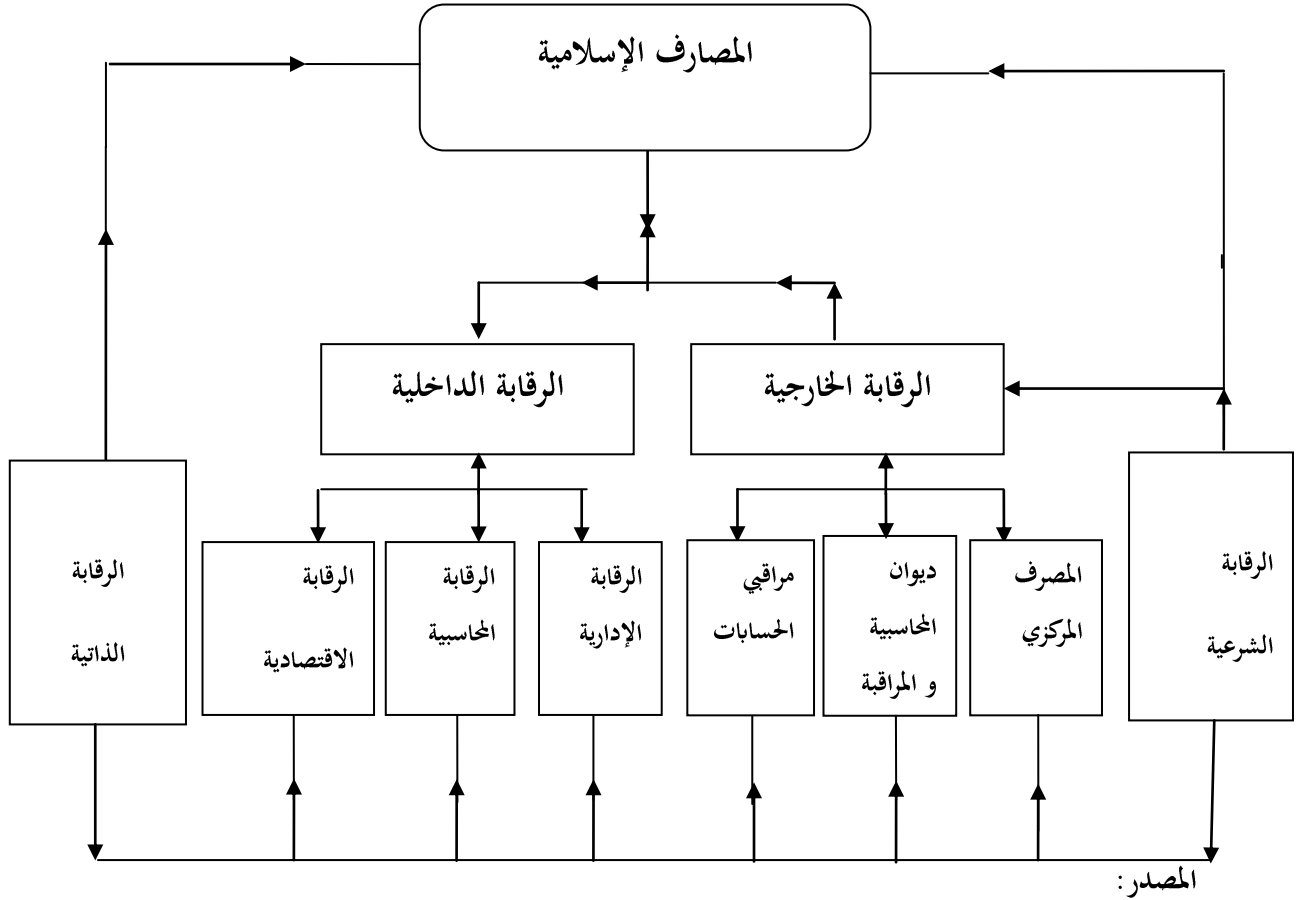 المصارف الإسلامية
الرقابة الخارجية
الرقابة الداخلية
الرقابة
الشرعية
المصرف
المركزي
ديوان
المحاسبية
و المراقبة
مراقبي
الحسابات
الرقابة
الإدارية
الرقابة
المحاسبية
الرقابة
الاقتصادية
الرقابة
الذاتية
المصدر: